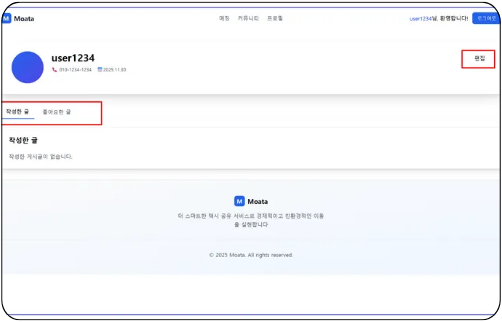 M Moata
매칭 커뮤니티 프로필
user1234님, 환영합니다! 로그아웃
user1234
편집
📞 010-1234-1234 📅 2025.11.30
작성한 글 좋아요한 글
작성한 글
작성한 게시글이 없습니다.
M Moata
더 스마트한 택시 공유 서비스로 경제적이고 친환경적인 이동
을 실현합니다
© 2025 Moata. All rights reserved.